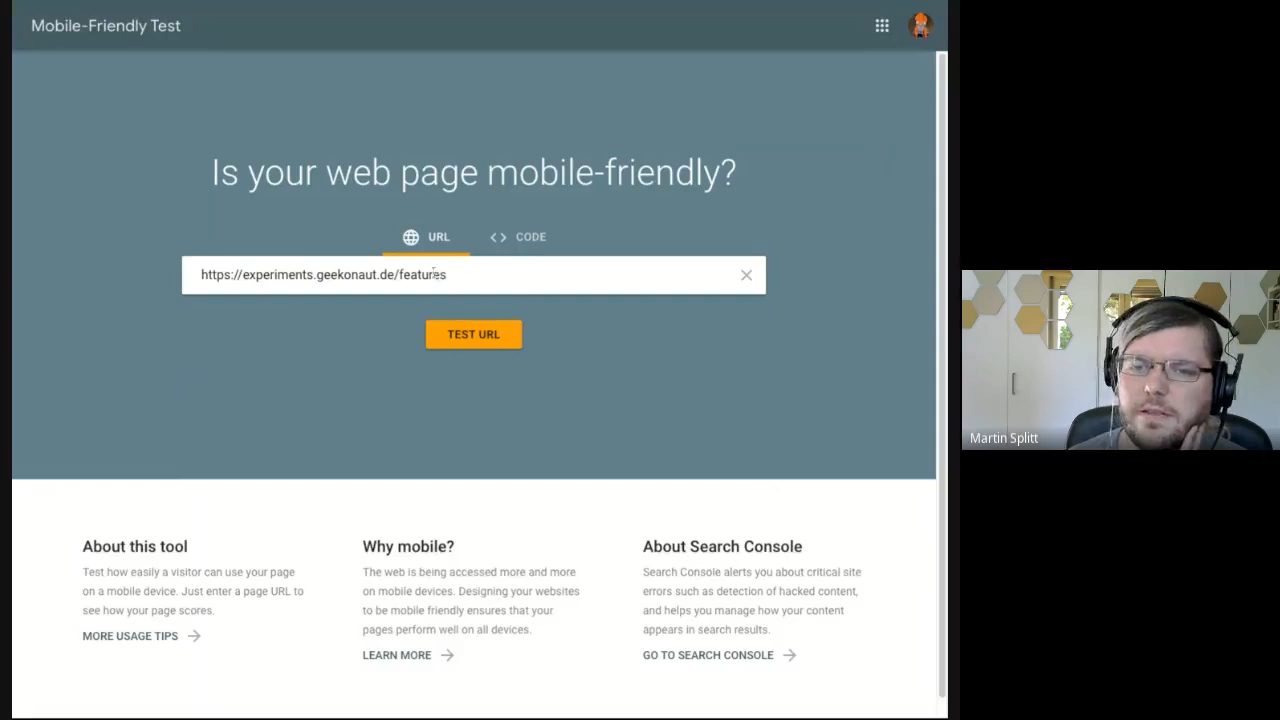 Mobile-Friendly Test
Is your web page mobile-friendly?
URL
CODE
https://experiments.geekonaut.de/features
TEST URL
About this tool
Test how easily a visitor can use your page
on a mobile device. Just enter a page URL to
see how your page scores.
MORE USAGE TIPS
Why mobile?
The web is being accessed more and more
on mobile devices. Designing your websites
to be mobile friendly ensures that your
pages perform well on all devices.
LEARN MORE
About Search Console
Search Console alerts you about critical site
errors such as detection of hacked content,
and helps you manage how your content
appears in search results.
GO TO SEARCH CONSOLE
Martin Splitt